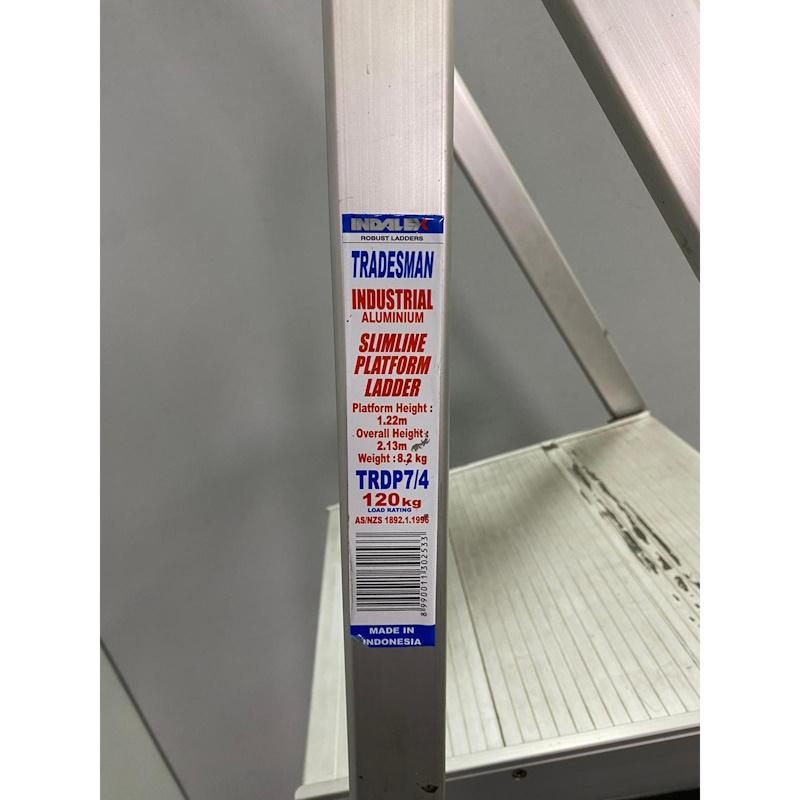 INDALEX
ROBUST LADDERS
TRADESMAN
INDUSTRIAL
ALUMINIUM
SLIMLINE
PLATFORM
LADDER
Platform Height :
1.22m
Overall Height :
2.13m
Weight : 8.2 kg
TRDP7/4
120kg
LOAD RATING
AS/NZS 1892.1.1996
8990011302533
MADE IN
INDONESIA